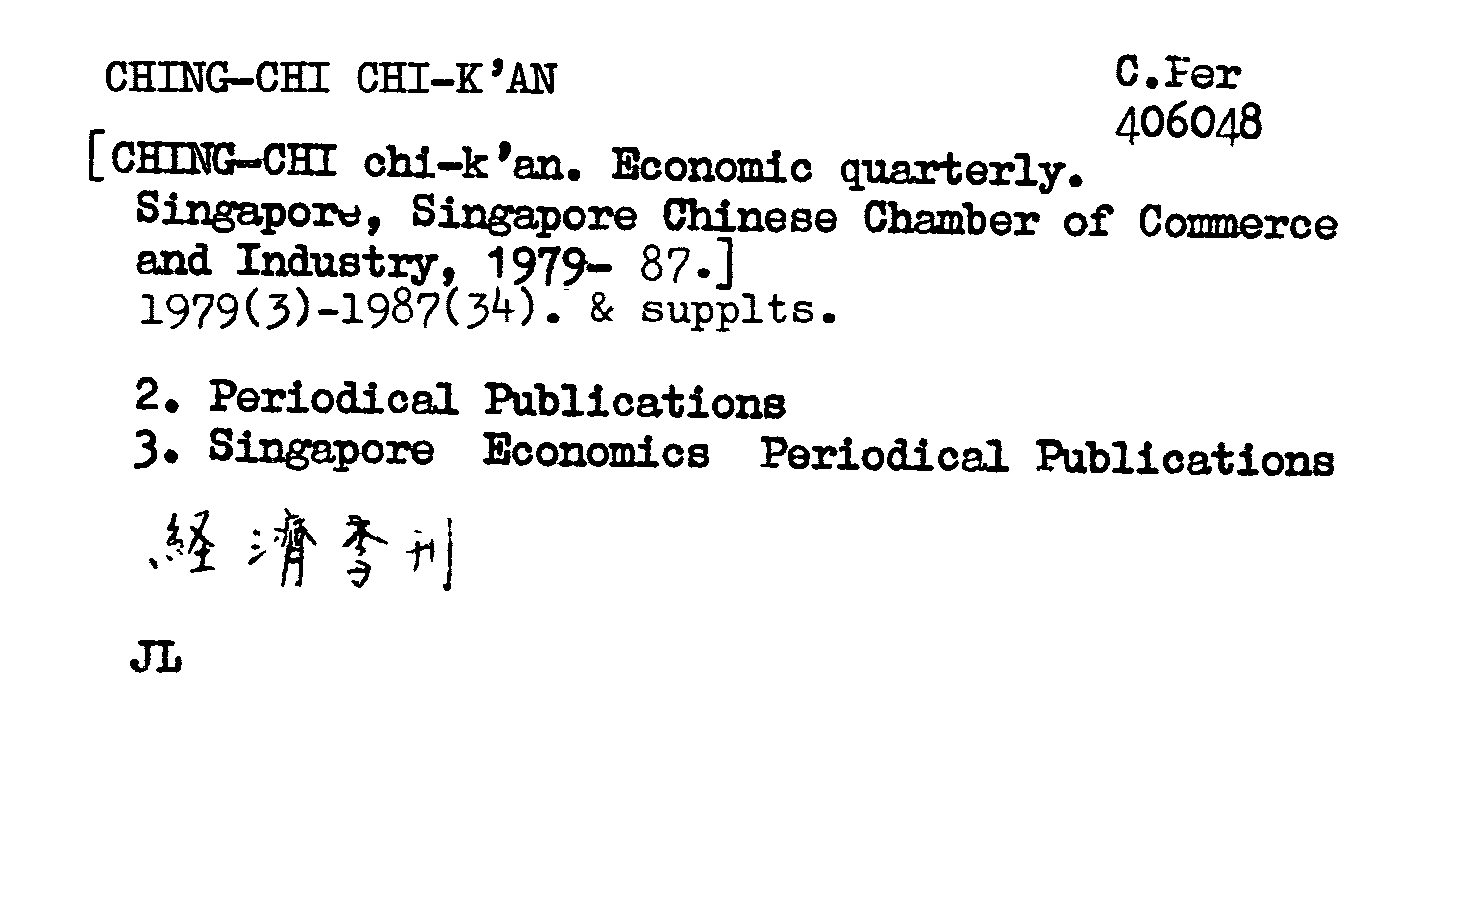 CHING-CHI CHI-K'AN
C.Per
406048
[CHING-CHI chi-k'an. Economic quarterly.
Singapore, Singapore Chinese Chamber of Commerce
and Industry, 1979- 87.]
1979(3)-1987(34). & supplts.
2. Periodical Publications
3. Singapore Economics Periodical Publications
経濟季刊
JL